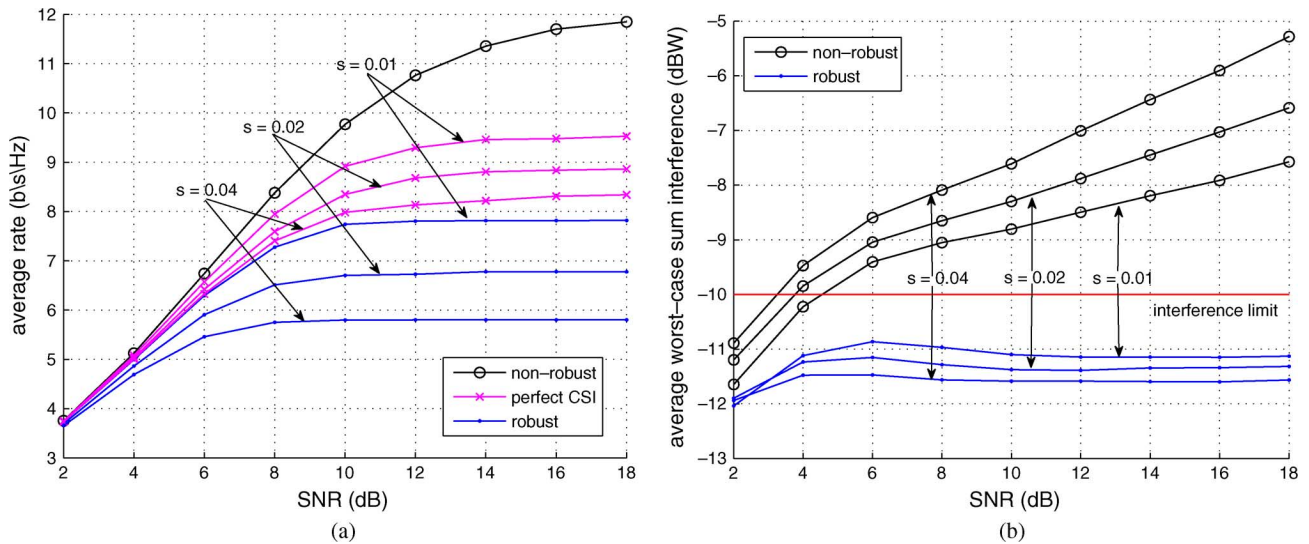 12
11
10
9
8
7
6
5
4
3
2
4
6
8
10
12
14
16
18
average rate (b\s\Hz)
SNR (dB)
s = 0.01
s = 0.02
s = 0.04
non−robust
perfect CSI
robust
(a)
−5
−6
−7
−8
−9
−10
−11
−12
−13
2
4
6
8
10
12
14
16
18
average worst−case sum interference (dBW)
SNR (dB)
non−robust
robust
s = 0.04
s = 0.02
s = 0.01
interference limit
(b)